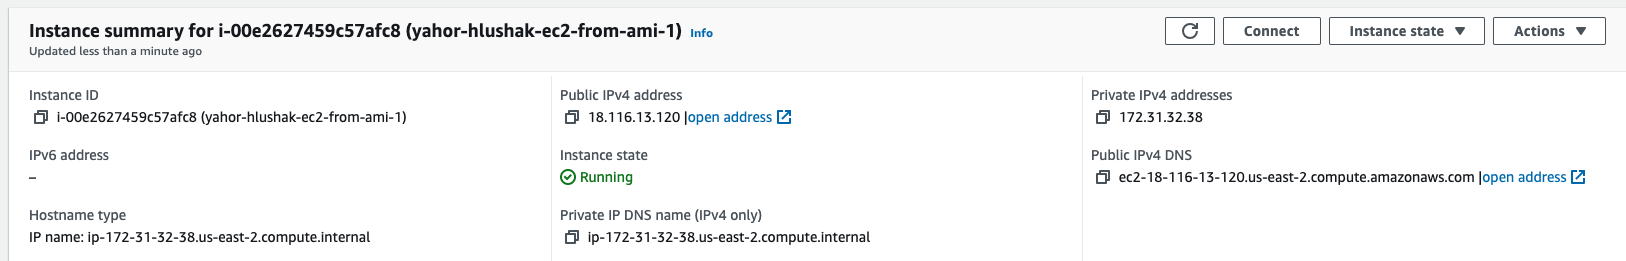 Instance summary for i-00e2627459c57afc8 (yahor-hlushak-ec2-from-ami-1) Info
Updated less than a minute ago
Connect
Instance state
Actions
Instance ID
i-00e2627459c57afc8 (yahor-hlushak-ec2-from-ami-1)
IPv6 address
–
Hostname type
IP name: ip-172-31-32-38.us-east-2.compute.internal
Public IPv4 address
18.116.13.120 |open address
Instance state
Running
Private IP DNS name (IPv4 only)
ip-172-31-32-38.us-east-2.compute.internal
Private IPv4 addresses
172.31.32.38
Public IPv4 DNS
ec2-18-116-13-120.us-east-2.compute.amazonaws.com |open address